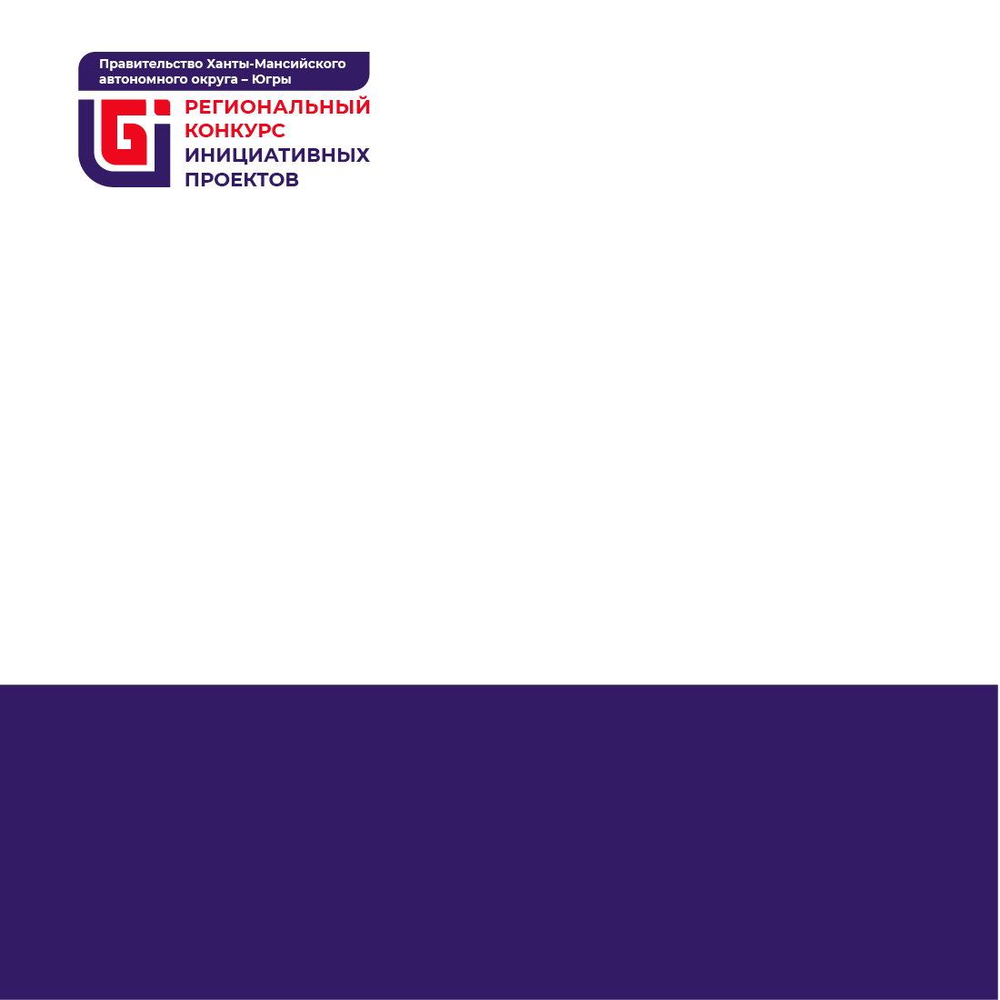 Правительство Ханты-Мансийского
автономного округа – Югры
РЕГИОНАЛЬНЫЙ
КОНКУРС
ИНИЦИАТИВНЫХ
ПРОЕКТОВ